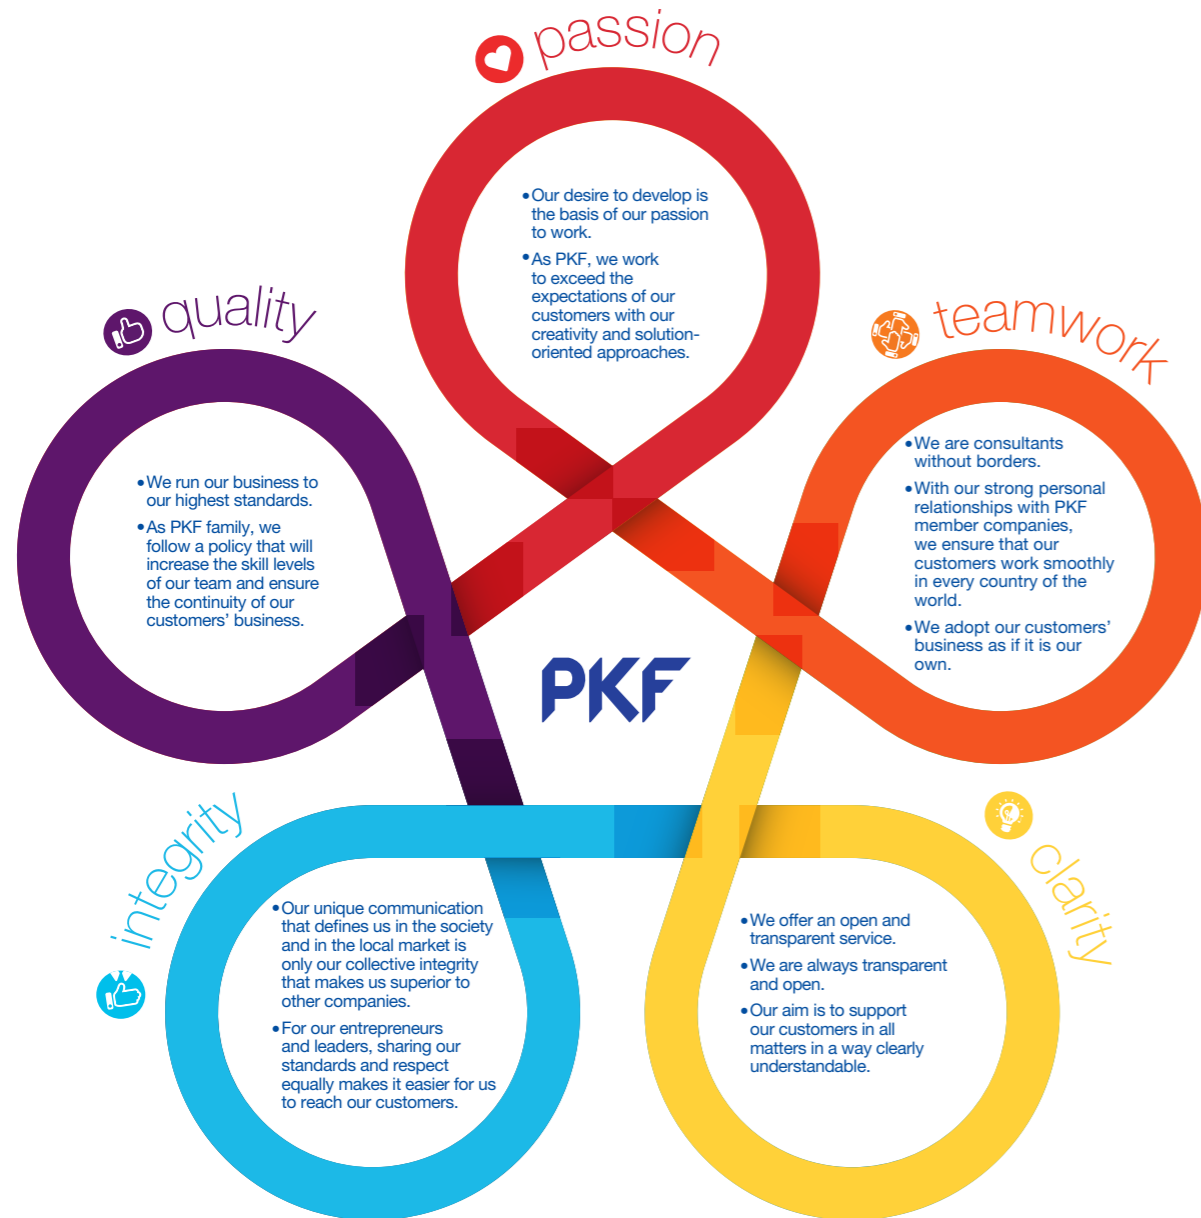 passion
• Our desire to develop is
the basis of our passion
to work.
• As PKF, we work
to exceed the
expectations of our
customers with our
creativity and solution-
oriented approaches.
quality
• We run our business to
our highest standards.
• As PKF family, we
follow a policy that will
increase the skill levels
of our team and ensure
the continuity of our
customers' business.
teamwork
• We are consultants
without borders.
• With our strong personal
relationships with PKF
member companies,
we ensure that our
customers work smoothly
in every country of the
world.
• We adopt our customers'
business as if it is our
own.
PKF
integrity
• Our unique communication
that defines us in the society
and in the local market is
only our collective integrity
that makes us superior to
other companies.
• For our entrepreneurs
and leaders, sharing our
standards and respect
equally makes it easier for us
to reach our customers.
clarity
• We offer an open and
transparent service.
• We are always transparent
and open.
• Our aim is to support
our customers in all
matters in a way clearly
understandable.